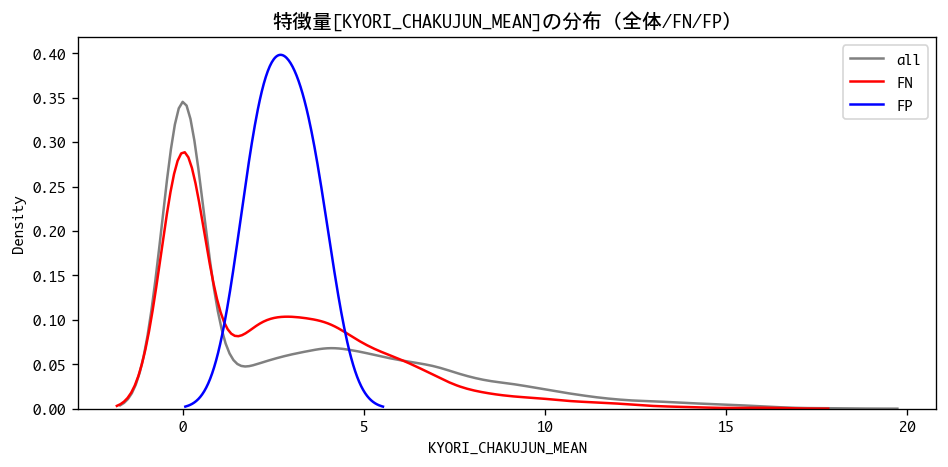 特徴量[KYORI_CHAKUJUN_MEAN]の分布（全体/FN/FP）
0.40
0.35
0.30
0.25
0.20
0.15
0.10
0.05
0.00
Density
all
FN
FP
0 5 10 15 20
KYORI_CHAKUJUN_MEAN